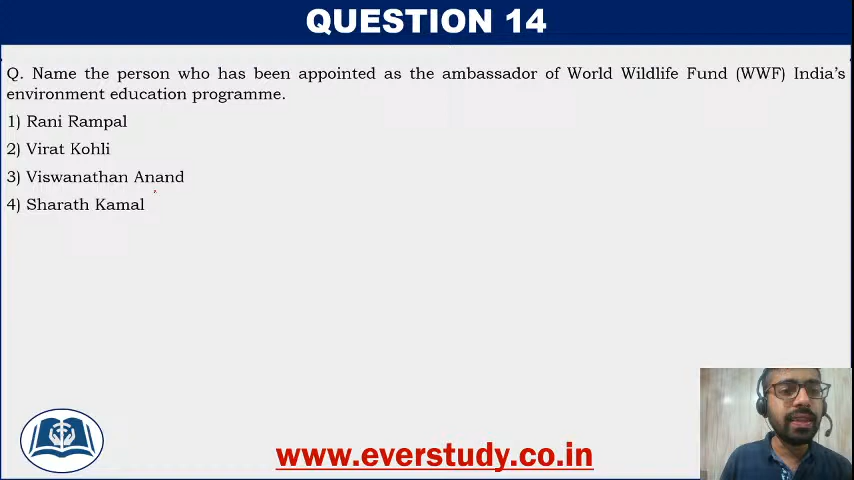 QUESTION 14
Q. Name the person who has been appointed as the ambassador of World Wildlife Fund (WWF) India's
environment education programme.
1) Rani Rampal
2) Virat Kohli
3) Viswanathan Anand
4) Sharath Kamal
www.everstudy.co.in